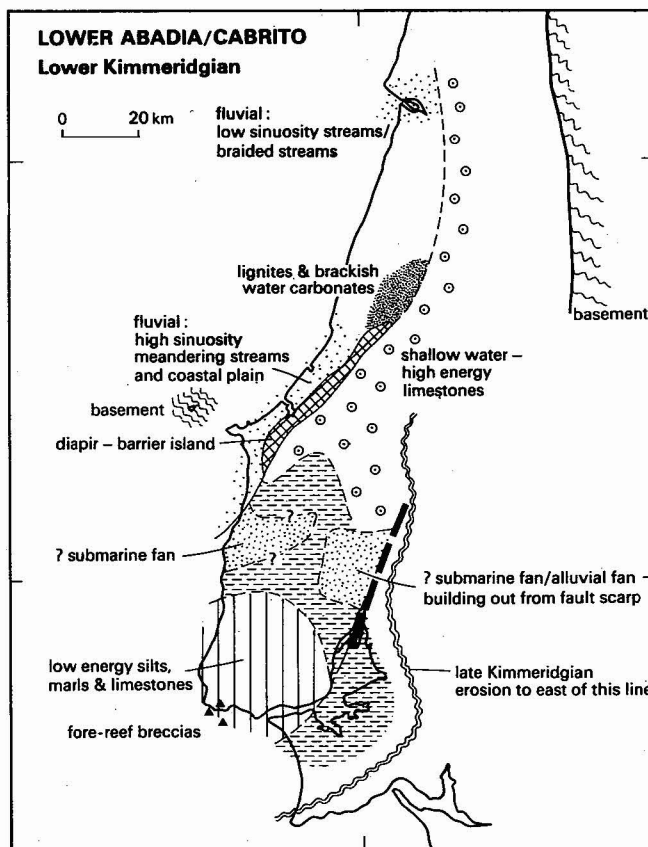 LOWER ABADIA/CABRITO
Lower Kimmeridgian
0 20 km
fluvial :
low sinuosity streams/
braided streams
lignites & brackish
water carbonates
basement
fluvial :
high sinuosity
meandering streams
and coastal plain
shallow water –
high energy
limestones
basement
diapir – barrier island
?
? submarine fan
?
? submarine fan/alluvial fan
building out from fault scarp
low energy silts,
marls & limestones
late Kimmeridgian
erosion to east of this line
fore-reef breccias